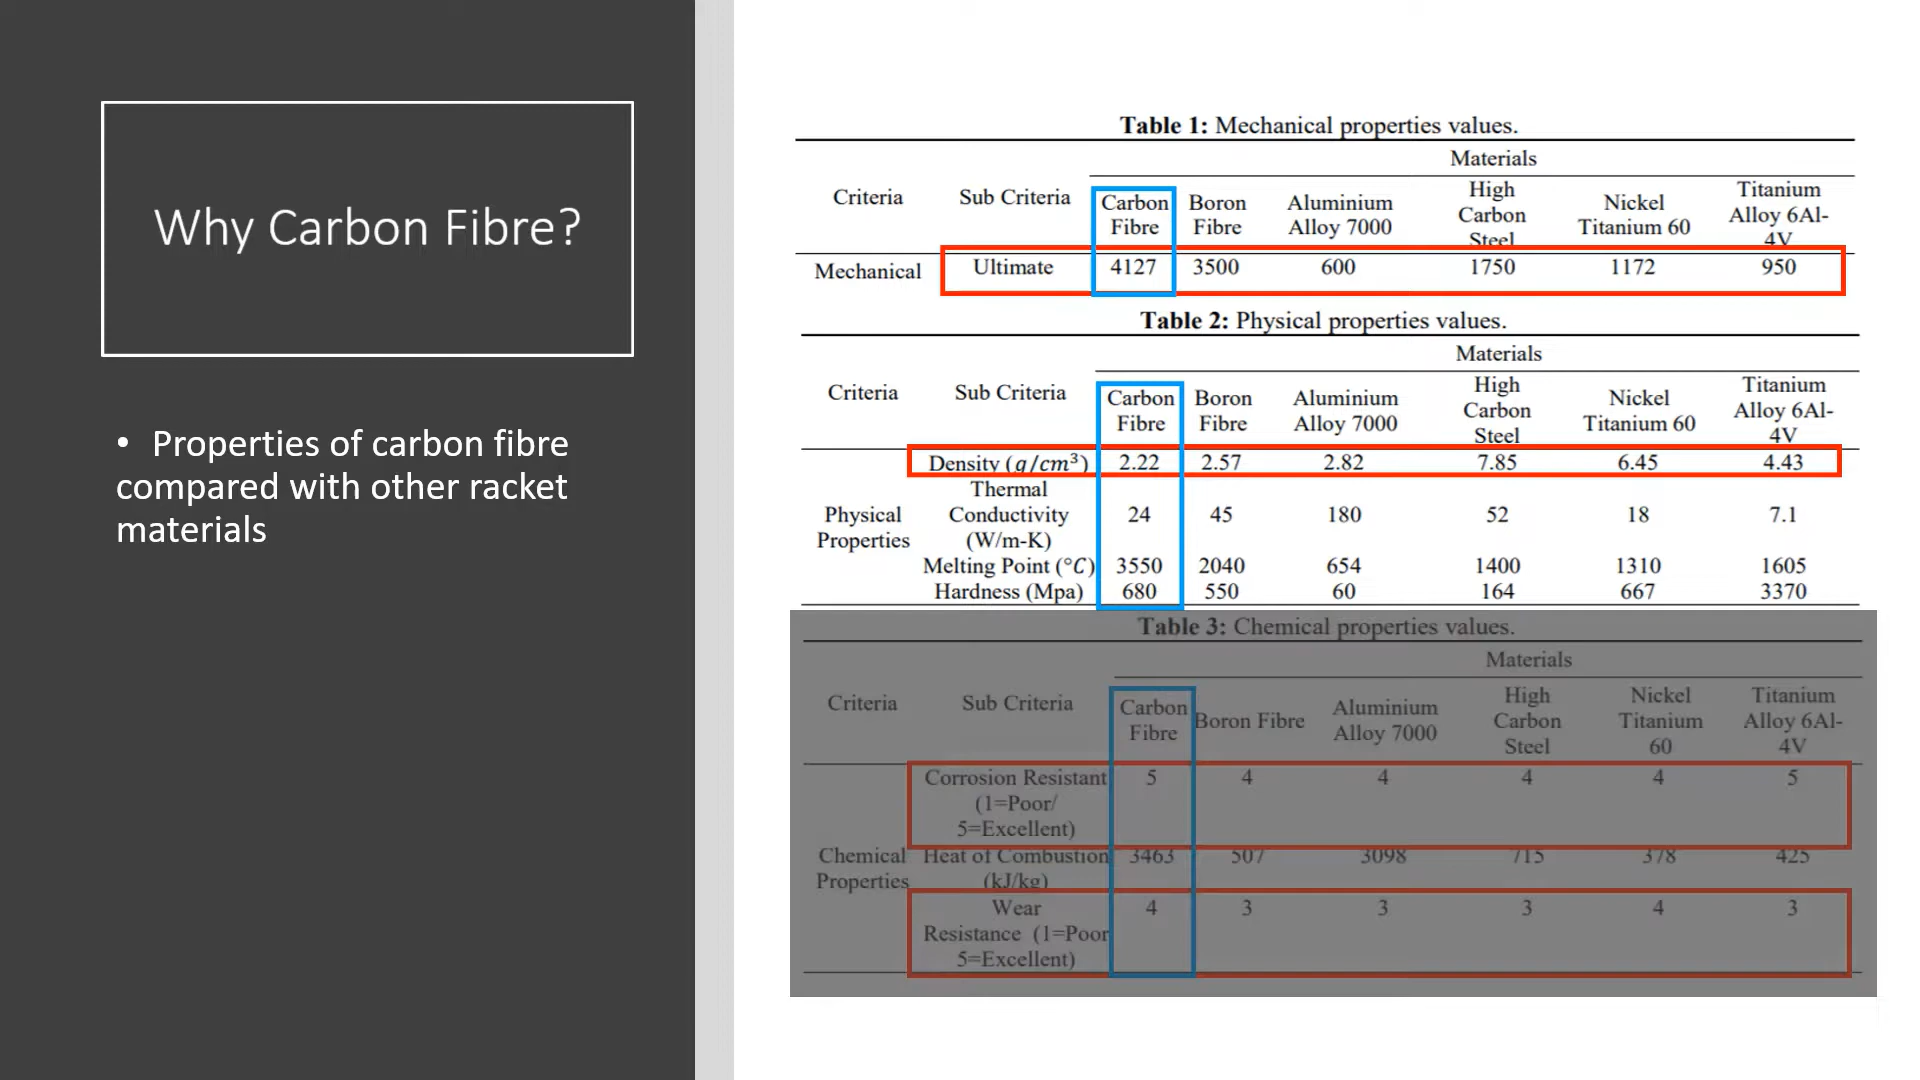 Why Carbon Fibre?
• Properties of carbon fibre
compared with other racket
materials
Table 1: Mechanical properties values.
Materials
Criteria Sub Criteria Carbon Fibre Boron Fibre Aluminium Alloy 7000 High Carbon Steel Nickel Titanium 60 Titanium Alloy 6Al-4V
Mechanical Ultimate 4127 3500 600 1750 1172 950
Table 2: Physical properties values.
Materials
Criteria Sub Criteria Carbon Fibre Boron Fibre Aluminium Alloy 7000 High Carbon Steel Nickel Titanium 60 Titanium Alloy 6Al-4V
Density (g/cm³) 2.22 2.57 2.82 7.85 6.45 4.43
Physical Properties Thermal Conductivity (W/m-K) 24 45 180 52 18 7.1
Melting Point (°C) 3550 2040 654 1400 1310 1605
Hardness (Mpa) 680 550 60 164 667 3370
Table 3: Chemical properties values.
Materials
Criteria Sub Criteria Carbon Fibre Boron Fibre Aluminium Alloy 7000 High Carbon Steel Nickel Titanium 60 Titanium Alloy 6Al-4V
Corrosion Resistant (1=Poor/ 5=Excellent) 5 4 4 4 4 5
Chemical Properties Heat of Combustion (kJ/kg) 3463 507 3098 715 378 425
Wear Resistance (1=Poor 5=Excellent) 4 3 3 3 4 3